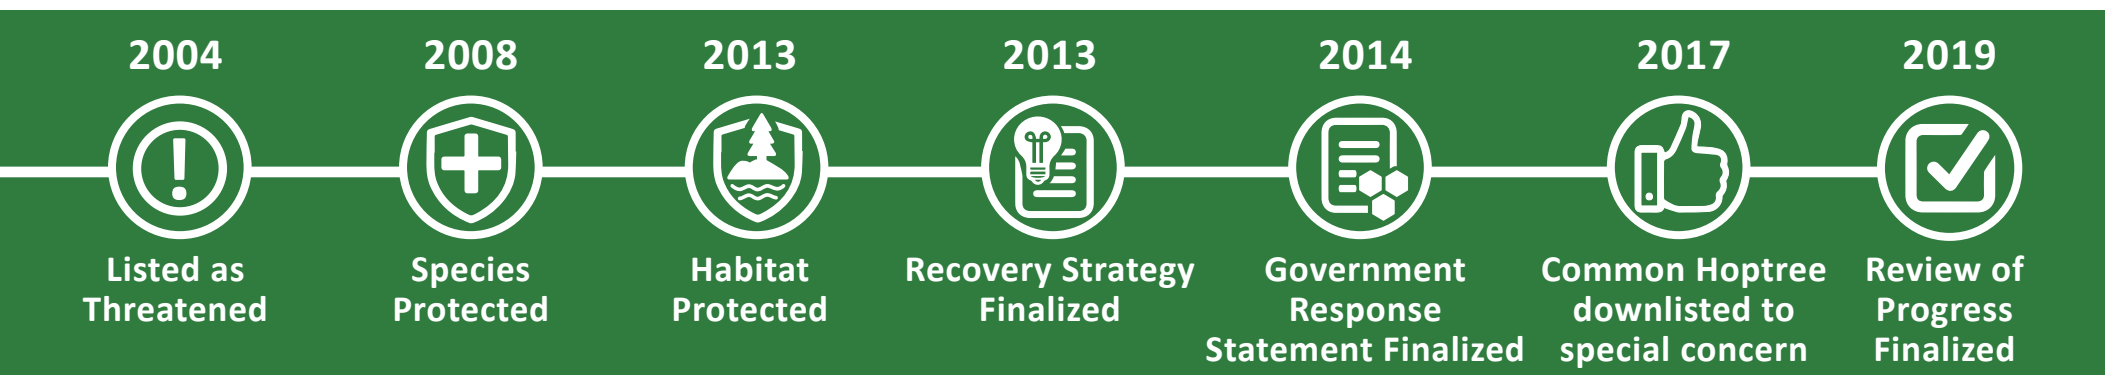 2004
Listed as
Threatened
2008
Species
Protected
2013
Habitat
Protected
2013
Recovery Strategy
Finalized
2014
Government
Response
Statement Finalized
2017
Common Hoptree
downlisted to
special concern
2019
Review of
Progress
Finalized